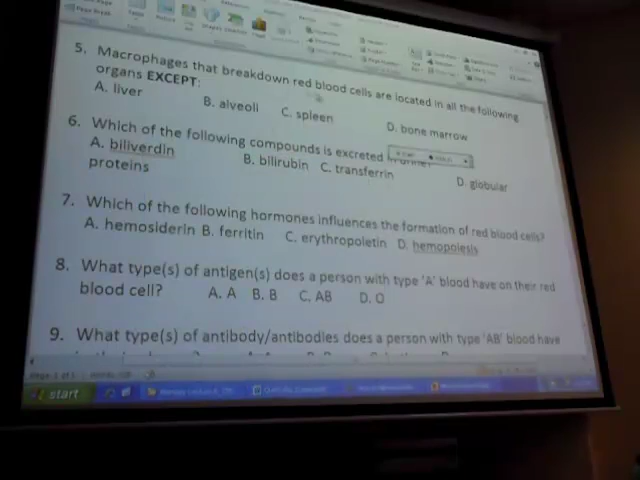 5. Macrophages that breakdown red blood cells are located in all the following
organs EXCEPT:
A. liver B. alveoli C. spleen D. bone marrow
6. Which of the following compounds is excreted
A. biliverdin B. bilirubin C. transferrin D. globular
proteins
7. Which of the following hormones influences the formation of red blood cells?
A. hemosiderin B. ferritin C. erythropoietin D. hemopoiesis
8. What type(s) of antigen(s) does a person with type 'A' blood have on their red
blood cell? A. A B. B C. AB D. O
9. What type(s) of antibody/antibodies does a person with type 'AB' blood have
start